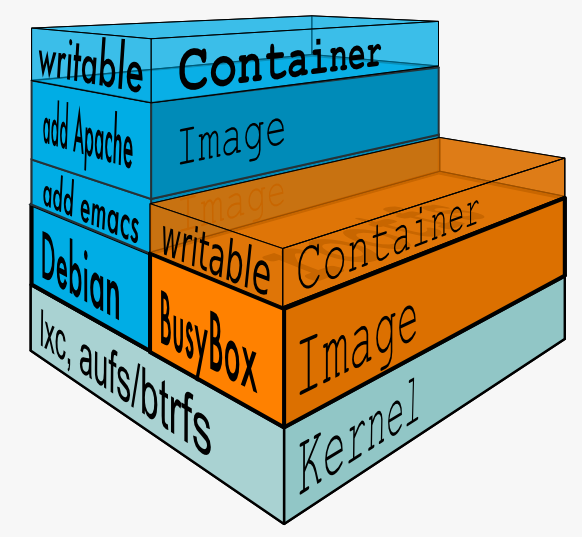 writable Container
add Apache Image
add emacs Image
writable Container
Debian
BusyBox Image
lxc, aufs/btrfs Kernel